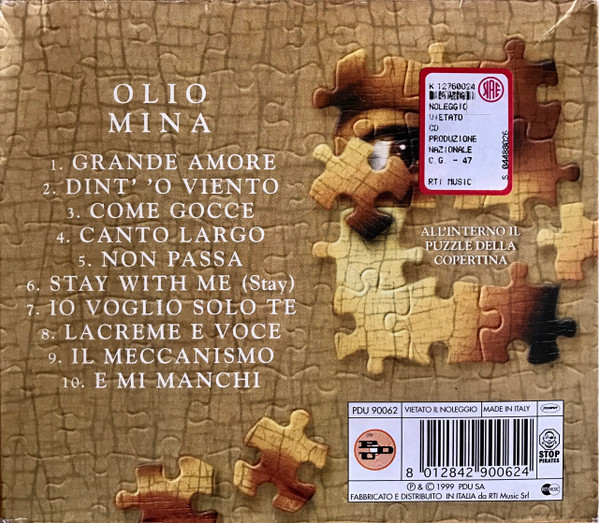 OLIO
MINA
1. GRANDE AMORE
2. DINT' 'O VIENTO
3. COME GOCCE
4. CANTO LARGO
5. NON PASSA
6. STAY WITH ME (Stay)
7. IO VOGLIO SOLO TE
8. LACREME E VOCE
9. IL MECCANISMO
10. E MI MANCHI
K 12760024
NOLEGGIO
VIETATO
CD
PRODUZIONE
NAZIONALE
C.G. - 47
RTI MUSIC
S. 04488026
ALL'INTERNO IL
PUZZLE DELLA
COPERTINA
PDU 90062
VIETATO IL NOLEGGIO
MADE IN ITALY
STOP
PIRATES
8 012842 900624
℗ & © 1999 PDU SA
FABBRICATO E DISTRIBUITO IN ITALIA da RTI Music Srl